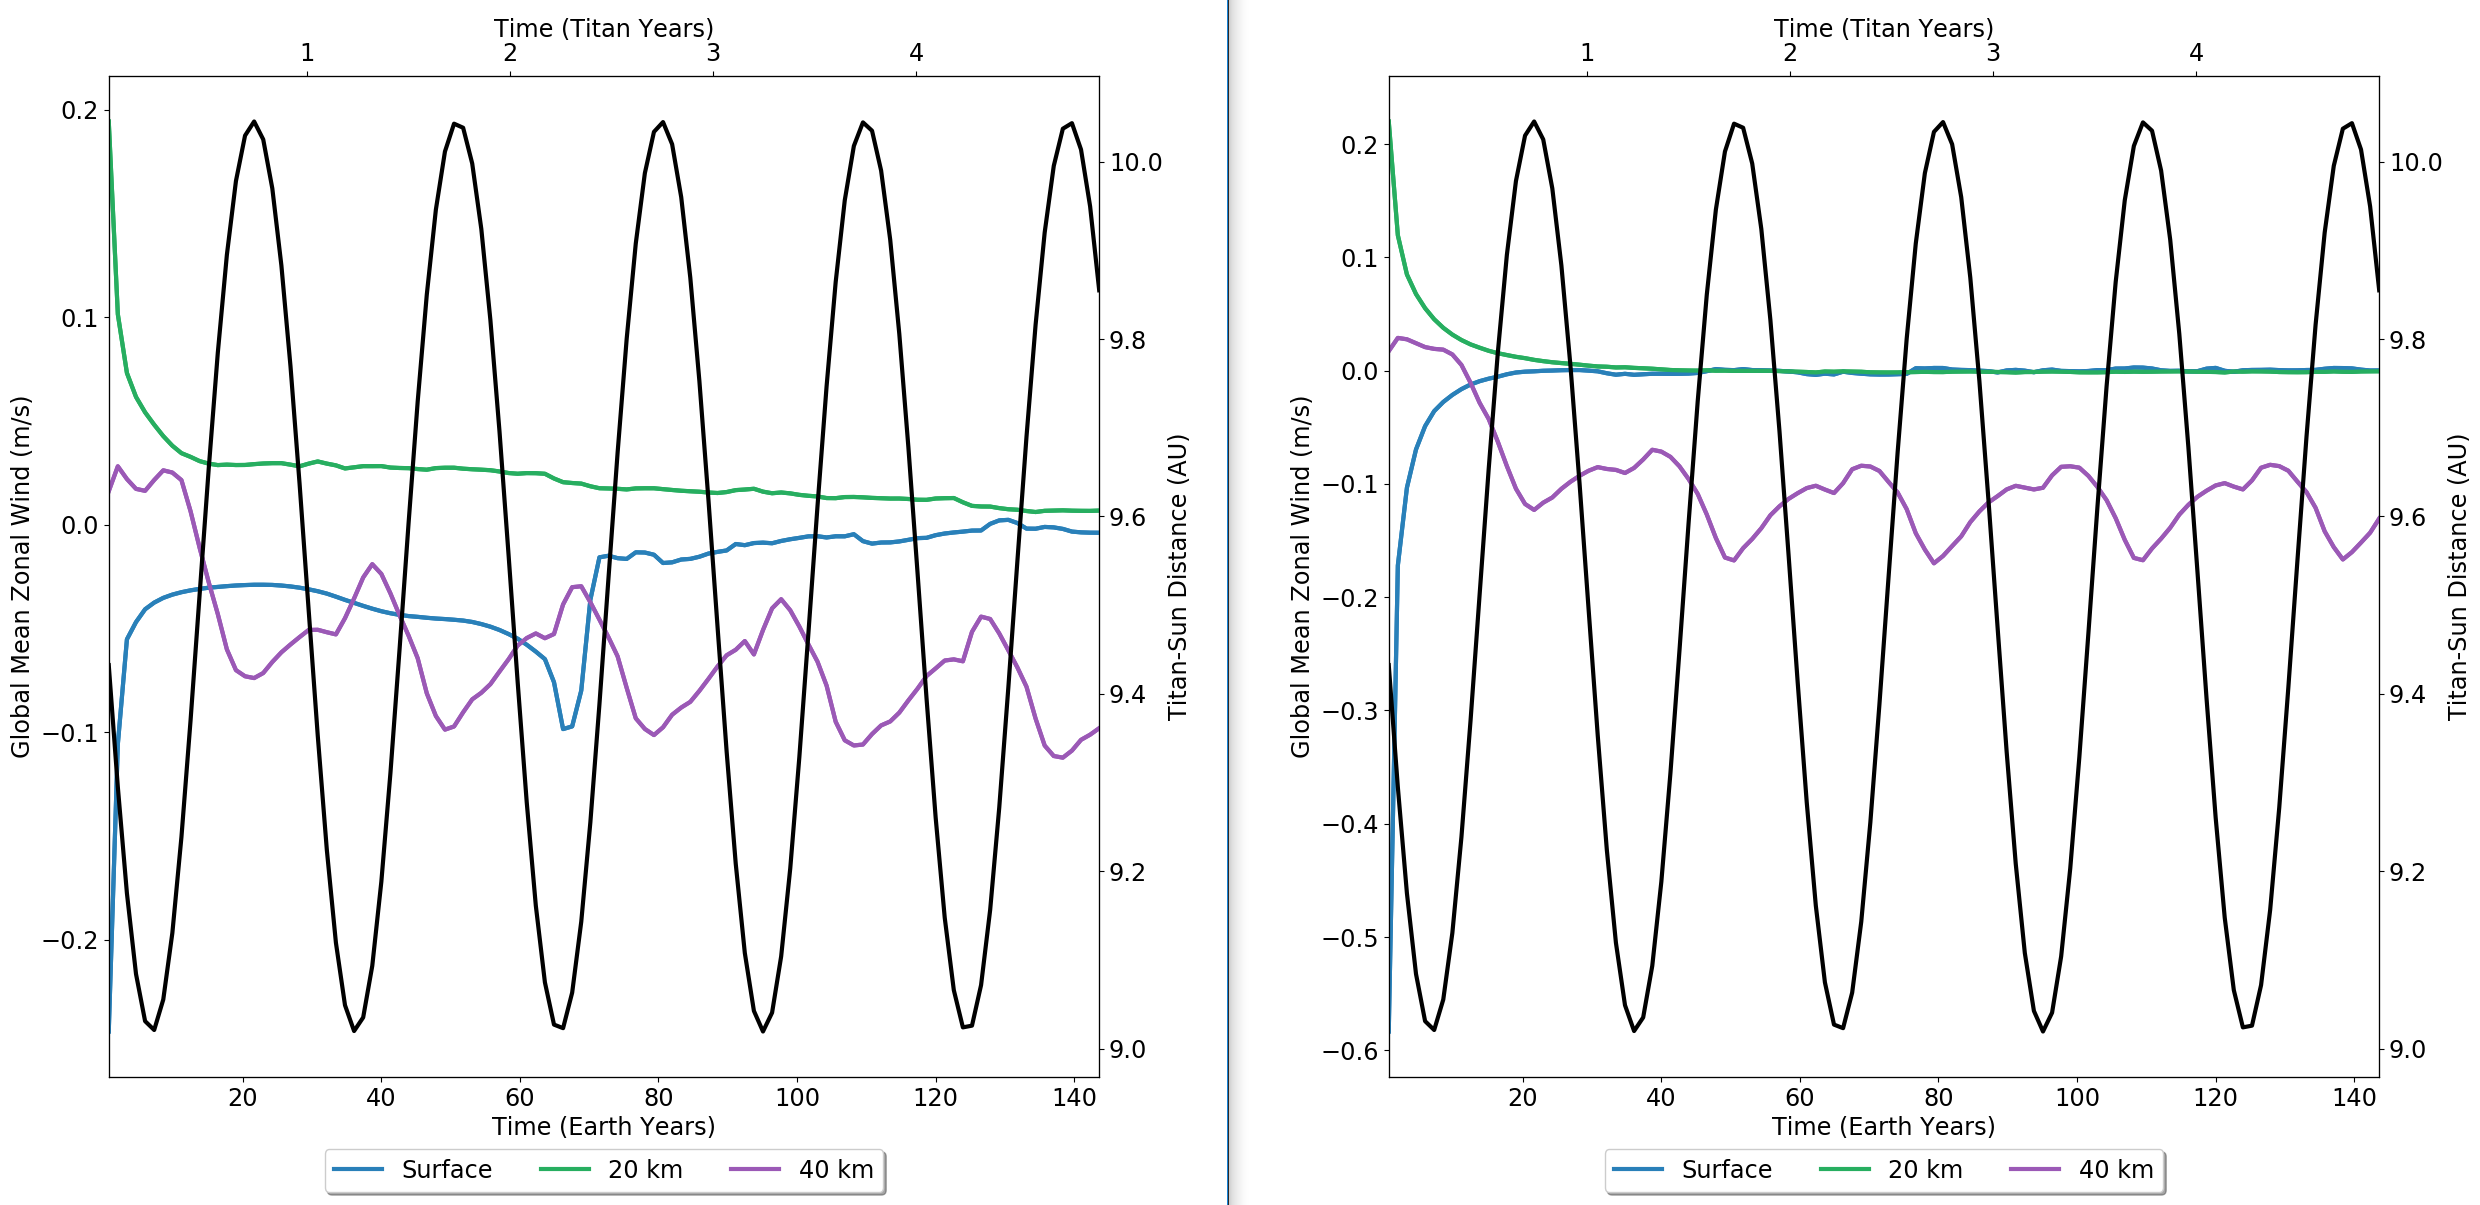 Time (Titan Years)
1 2 3 4
0.2
0.1
0.0
−0.1
−0.2
Global Mean Zonal Wind (m/s)
10.0
9.8
9.6
9.4
9.2
9.0
Titan-Sun Distance (AU)
20 40 60 80 100 120 140
Time (Earth Years)
Surface 20 km 40 km
Time (Titan Years)
1 2 3 4
0.2
0.1
0.0
−0.1
−0.2
−0.3
−0.4
−0.5
−0.6
Global Mean Zonal Wind (m/s)
10.0
9.8
9.6
9.4
9.2
9.0
Titan-Sun Distance (AU)
20 40 60 80 100 120 140
Time (Earth Years)
Surface 20 km 40 km